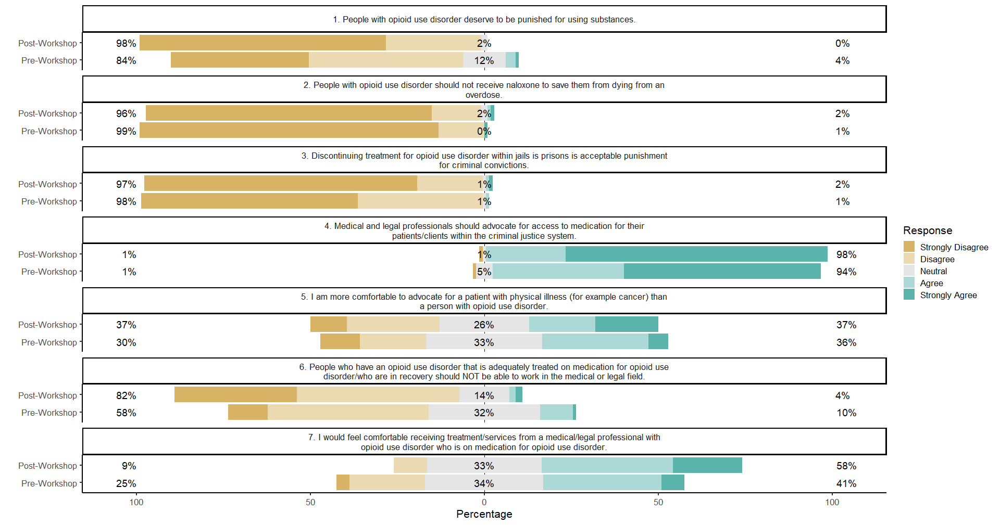 1. People with opioid use disorder deserve to be punished for using substances.
Post-Workshop 98% 2% 0%
Pre-Workshop 84% 12% 4%
2. People with opioid use disorder should not receive naloxone to save them from dying from an
overdose.
Post-Workshop 96% 2% 2%
Pre-Workshop 99% 0% 1%
3. Discontinuing treatment for opioid use disorder within jails is prisons is acceptable punishment
for criminal convictions.
Post-Workshop 97% 1% 2%
Pre-Workshop 98% 1% 1%
4. Medical and legal professionals should advocate for access to medication for their
patients/clients within the criminal justice system.
Post-Workshop 1% 1% 98%
Pre-Workshop 1% 5% 94%
5. I am more comfortable to advocate for a patient with physical illness (for example cancer) than
a person with opioid use disorder.
Post-Workshop 37% 26% 37%
Pre-Workshop 30% 33% 36%
6. People who have an opioid use disorder that is adequately treated on medication for opioid use
disorder/who are in recovery should NOT be able to work in the medical or legal field.
Post-Workshop 82% 14% 4%
Pre-Workshop 58% 32% 10%
7. I would feel comfortable receiving treatment/services from a medical/legal professional with
opioid use disorder who is on medication for opioid use disorder.
Post-Workshop 9% 33% 58%
Pre-Workshop 25% 34% 41%
100 50 0 50 100
Percentage
Response
Strongly Disagree
Disagree
Neutral
Agree
Strongly Agree